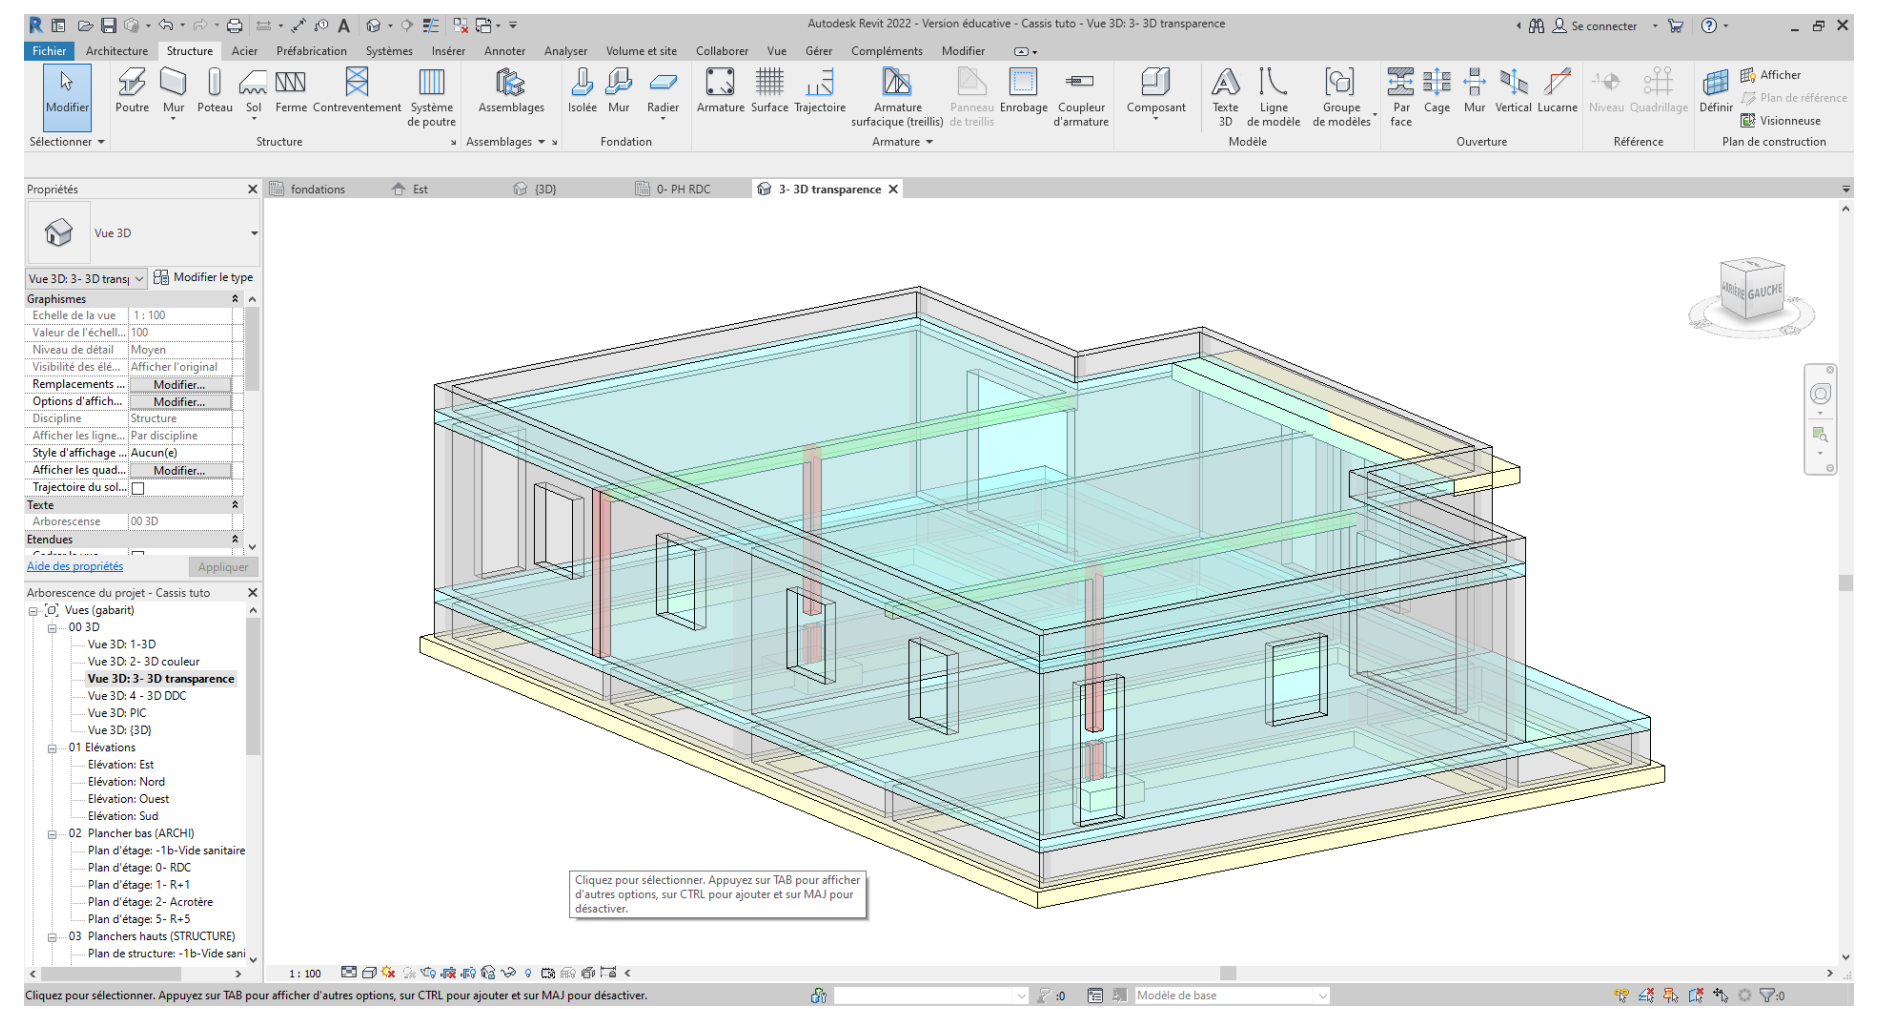 Autodesk Revit 2022 - Version éducative - Cassis tuto - Vue 3D: 3- 3D transparence
Se connecter
Fichier Architecture Structure Acier Préfabrication Systèmes Insérer Annoter Analyser Volume et site Collaborer Vue Gérer Compléments Modifier
Modifier Poutre Mur Poteau Sol Ferme Contreventement Système de poutre Assemblages Isolée Mur Radier Armature Surface Trajectoire Armature surfacique (treillis) Panneau de treillis Enrobage Coupleur d'armature Composant Texte 3D Ligne de modèle Groupe de modèles Par face Cage Mur Vertical Lucarne Niveau Quadrillage Définir
Afficher
Plan de référence
Visionneuse
Sélectionner Structure Assemblages Fondation Armature Modèle Ouverture Référence Plan de construction
Propriétés
fondations Est {3D} 0- PH RDC 3- 3D transparence
Vue 3D
Vue 3D: 3- 3D trans Modifier le type
Graphismes
Echelle de la vue 1 : 100
Valeur de l'échell... 100
Niveau de détail Moyen
Visibilité des élé... Afficher l'original
Remplacements ... Modifier...
Options d'affich... Modifier...
Discipline Structure
Afficher les ligne... Par discipline
Style d'affichage ... Aucun(e)
Afficher les quad... Modifier...
Trajectoire du sol...
Texte
Arborescense 00 3D
Etendues
Aide des propriétés Appliquer
Arborescence du projet - Cassis tuto
Vues (gabarit)
00 3D
Vue 3D: 1-3D
Vue 3D: 2- 3D couleur
Vue 3D: 3- 3D transparence
Vue 3D: 4 - 3D DDC
Vue 3D: PIC
Vue 3D: {3D}
01 Elévations
Elévation: Est
Elévation: Nord
Elévation: Ouest
Elévation: Sud
02 Plancher bas (ARCHI)
Plan d'étage: -1b-Vide sanitaire
Plan d'étage: 0- RDC
Plan d'étage: 1- R+1
Plan d'étage: 2- Acrotère
Plan d'étage: 5- R+5
03 Planchers hauts (STRUCTURE)
Plan de structure: -1b-Vide sani
ARRIÈRE GAUCHE
Cliquez pour sélectionner. Appuyez sur TAB pour afficher
d'autres options, sur CTRL pour ajouter et sur MAJ pour
désactiver.
1 : 100
Cliquez pour sélectionner. Appuyez sur TAB pour afficher d'autres options, sur CTRL pour ajouter et sur MAJ pour désactiver.
:0
Modèle de base
:0